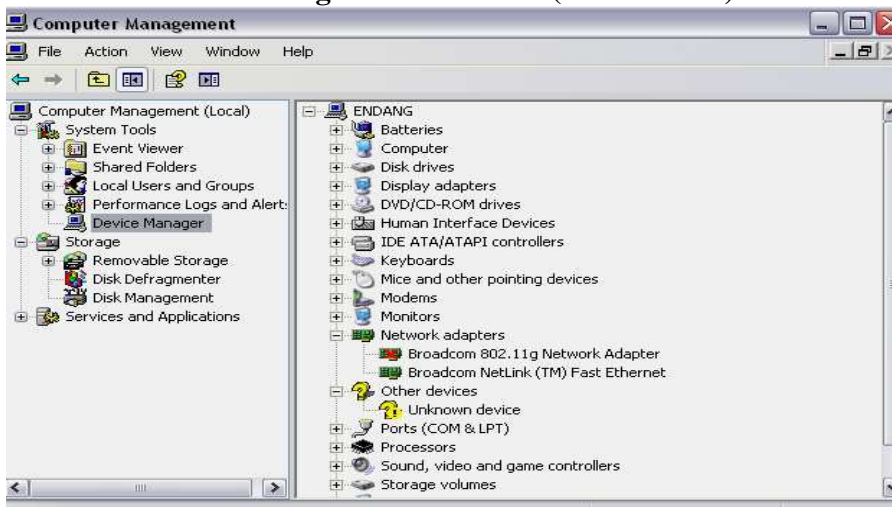 Computer Management
File Action View Window Help
Computer Management (Local)
System Tools
Event Viewer
Shared Folders
Local Users and Groups
Performance Logs and Alert:
Device Manager
Storage
Removable Storage
Disk Defragmenter
Disk Management
Services and Applications
ENDANG
Batteries
Computer
Disk drives
Display adapters
DVD/CD-ROM drives
Human Interface Devices
IDE ATA/ATAPI controllers
Keyboards
Mice and other pointing devices
Modems
Monitors
Network adapters
Broadcom 802.11g Network Adapter
Broadcom NetLink (TM) Fast Ethernet
Other devices
Unknown device
Ports (COM & LPT)
Processors
Sound, video and game controllers
Storage volumes